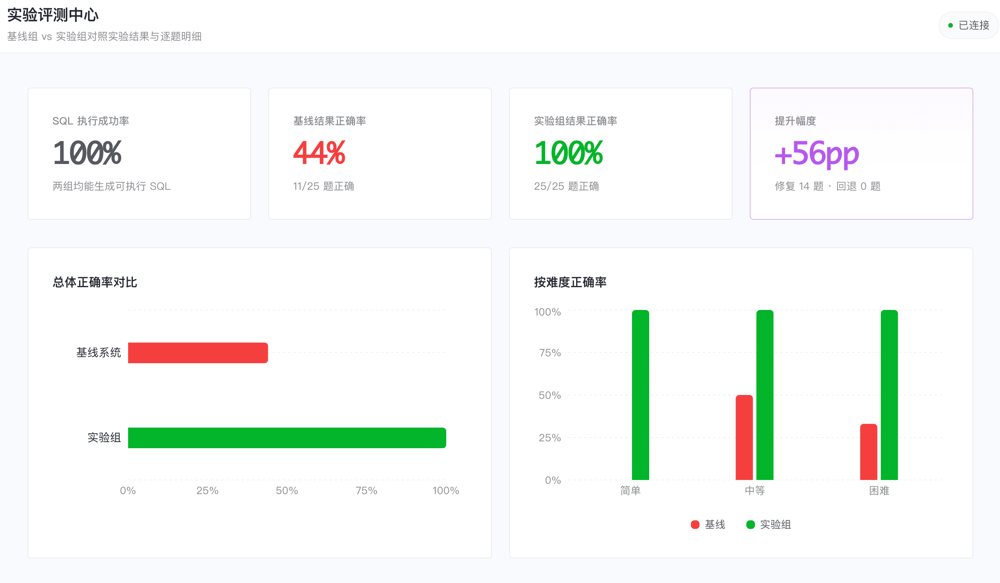 实验评测中心
基线组 vs 实验组对照实验结果与逐题明细
已连接
SQL 执行成功率
100%
两组均能生成可执行 SQL
基线结果正确率
44%
11/25 题正确
实验组结果正确率
100%
25/25 题正确
提升幅度
+56pp
修复 14 题 · 回退 0 题
总体正确率对比
基线系统
实验组
0% 25% 50% 75% 100%
按难度正确率
100%
75%
50%
25%
0%
简单 中等 困难
基线 实验组